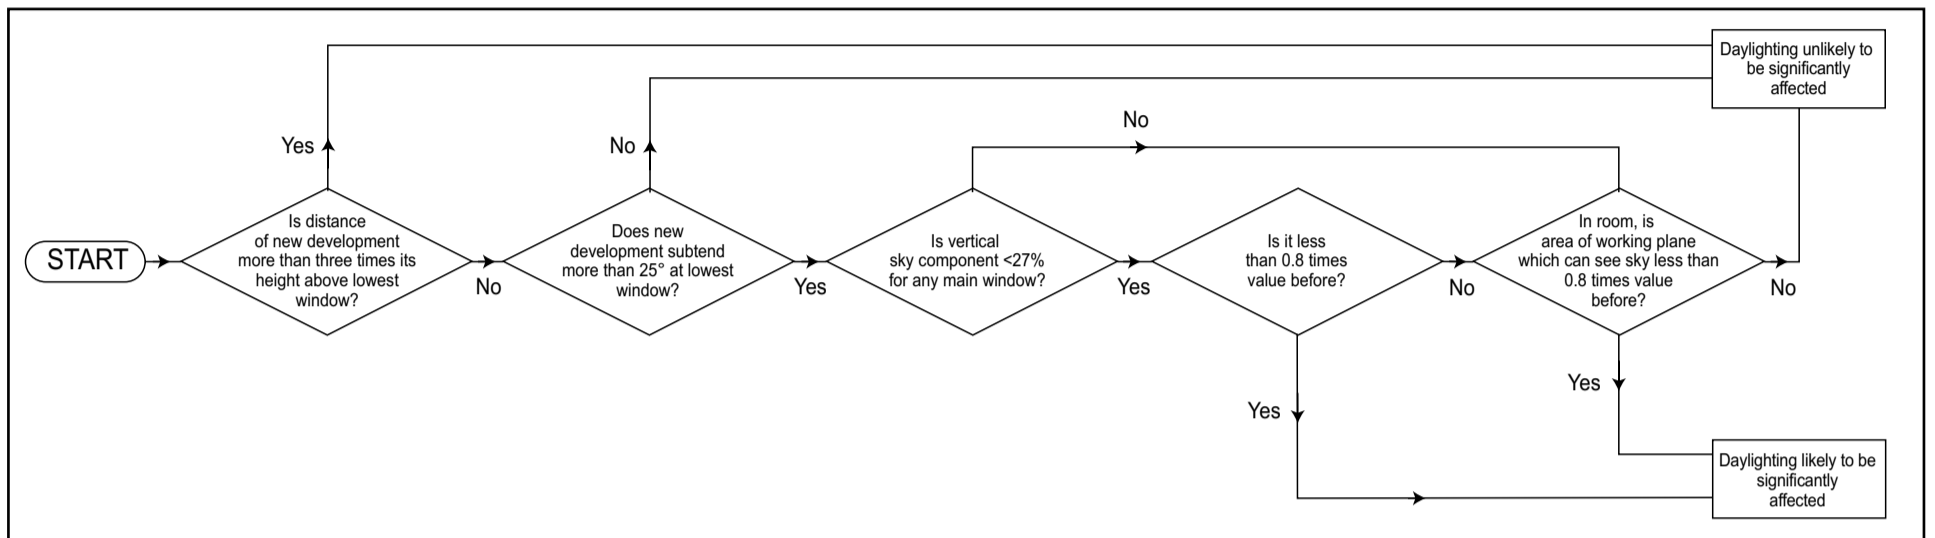 START
Is distance
of new development
more than three times its
height above lowest
window?
Yes
No
Does new
development subtend
more than 25° at lowest
window?
No
Yes
Is vertical
sky component <27%
for any main window?
No
Yes
Is it less
than 0.8 times
value before?
Yes
No
In room, is
area of working plane
which can see sky less than
0.8 times value
before?
Yes
No
Daylighting unlikely to
be significantly
affected
Daylighting likely to be
significantly
affected